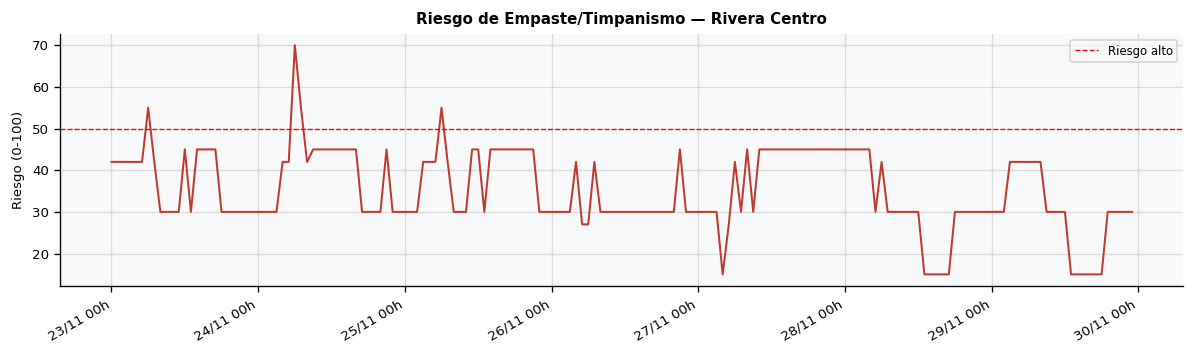 Riesgo de Empaste/Timpanismo — Rivera Centro
Riesgo alto
Riesgo (0-100)
70
60
50
40
30
20
23/11 00h
24/11 00h
25/11 00h
26/11 00h
27/11 00h
28/11 00h
29/11 00h
30/11 00h